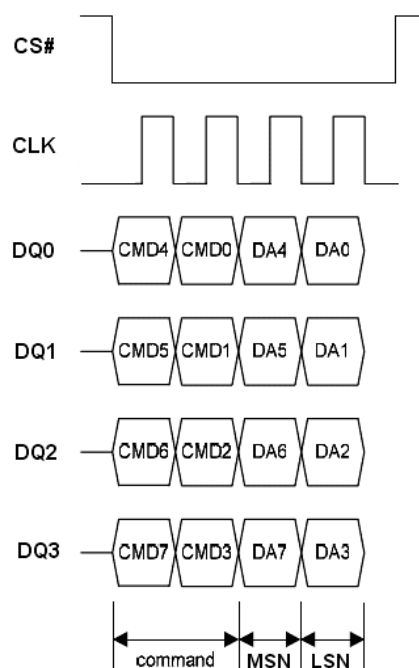 CS#
CLK
DQ0 CMD4 CMD0 DA4 DA0
DQ1 CMD5 CMD1 DA5 DA1
DQ2 CMD6 CMD2 DA6 DA2
DQ3 CMD7 CMD3 DA7 DA3
command MSN LSN